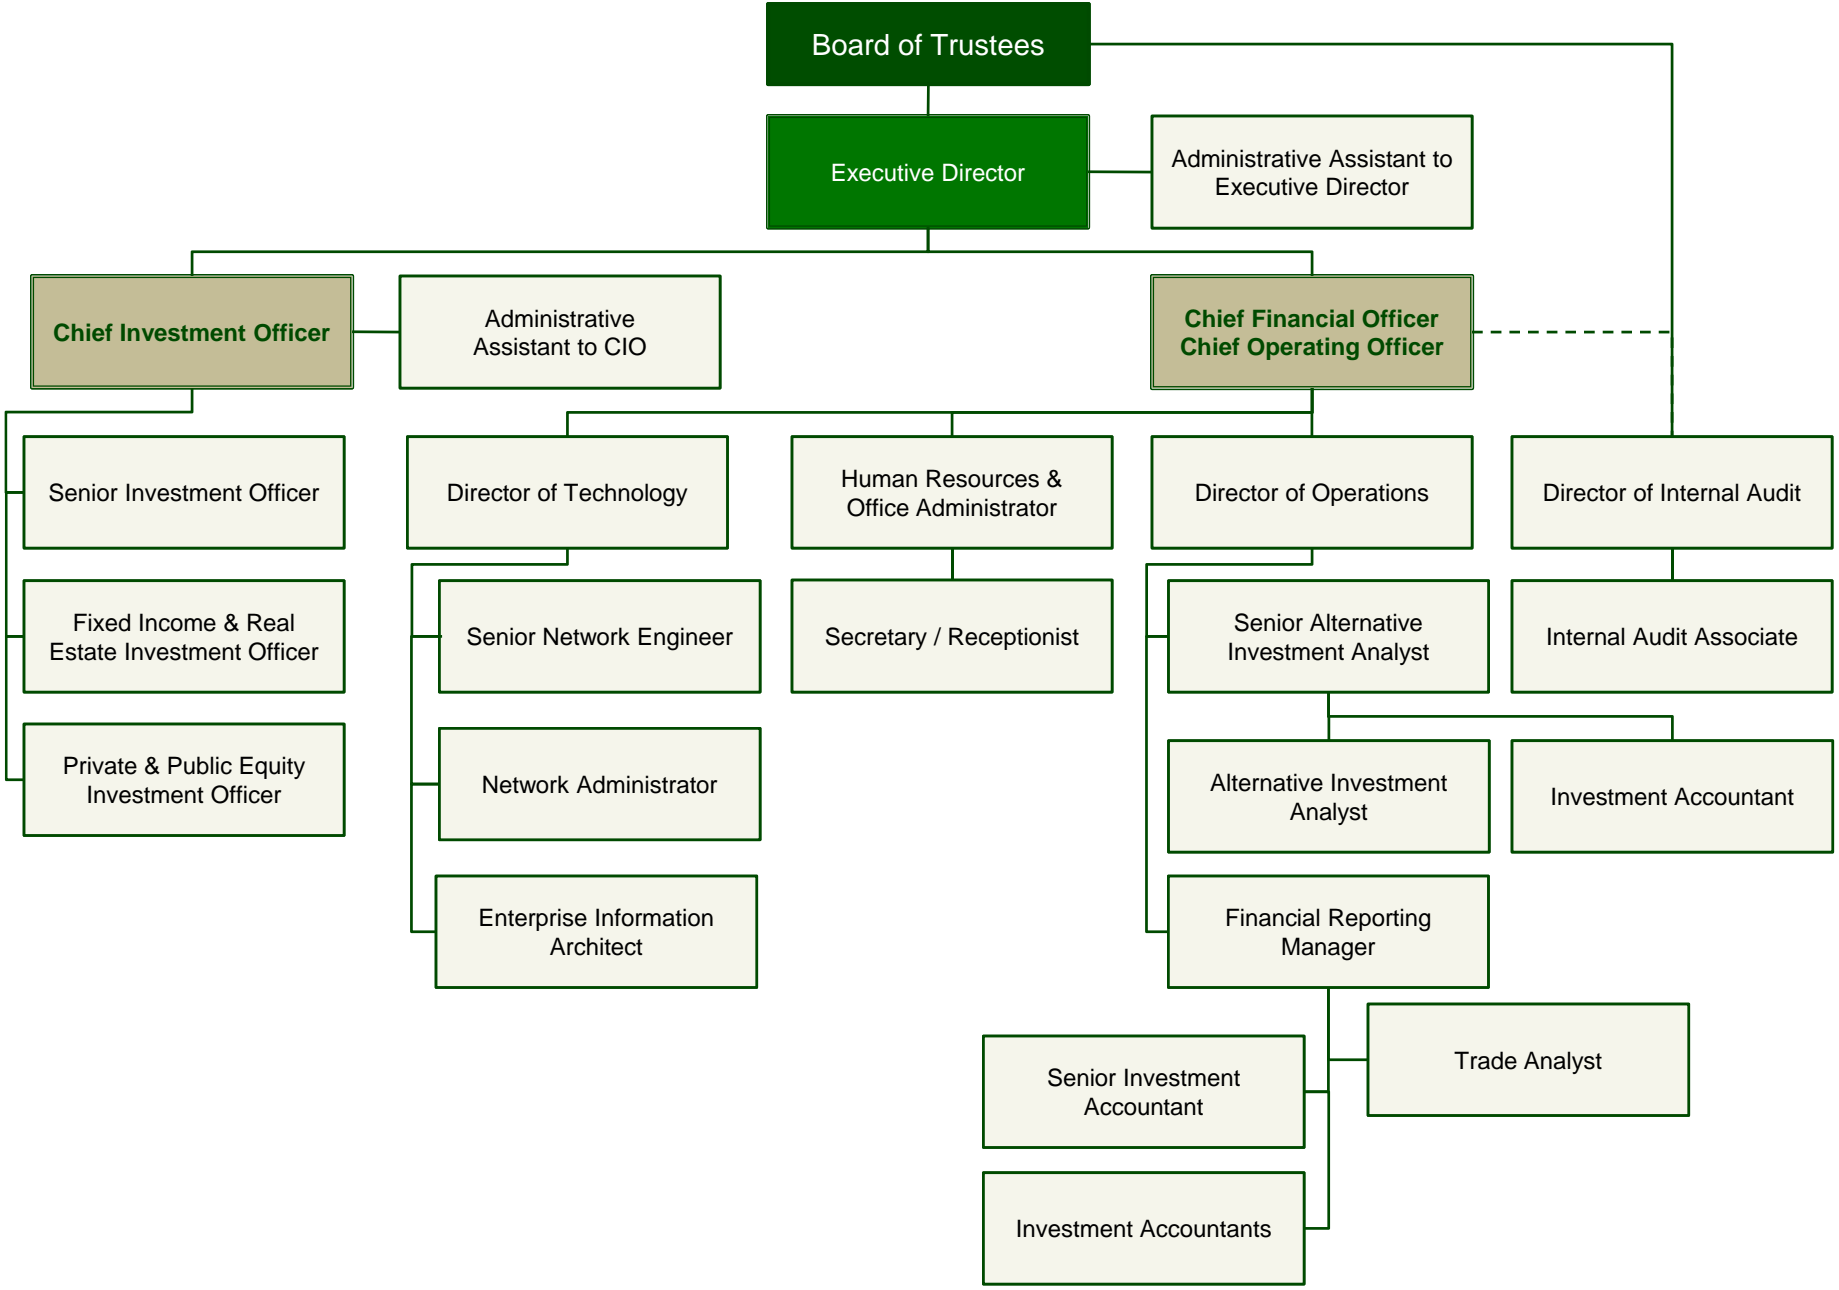 Board of Trustees
Executive Director
Administrative Assistant to
Executive Director
Chief Investment Officer
Administrative
Assistant to CIO
Chief Financial Officer
Chief Operating Officer
Senior Investment Officer
Director of Technology
Human Resources &
Office Administrator
Director of Operations
Director of Internal Audit
Fixed Income & Real
Estate Investment Officer
Senior Network Engineer
Secretary / Receptionist
Senior Alternative
Investment Analyst
Internal Audit Associate
Private & Public Equity
Investment Officer
Network Administrator
Alternative Investment
Analyst
Investment Accountant
Enterprise Information
Architect
Financial Reporting
Manager
Senior Investment
Accountant
Trade Analyst
Investment Accountants